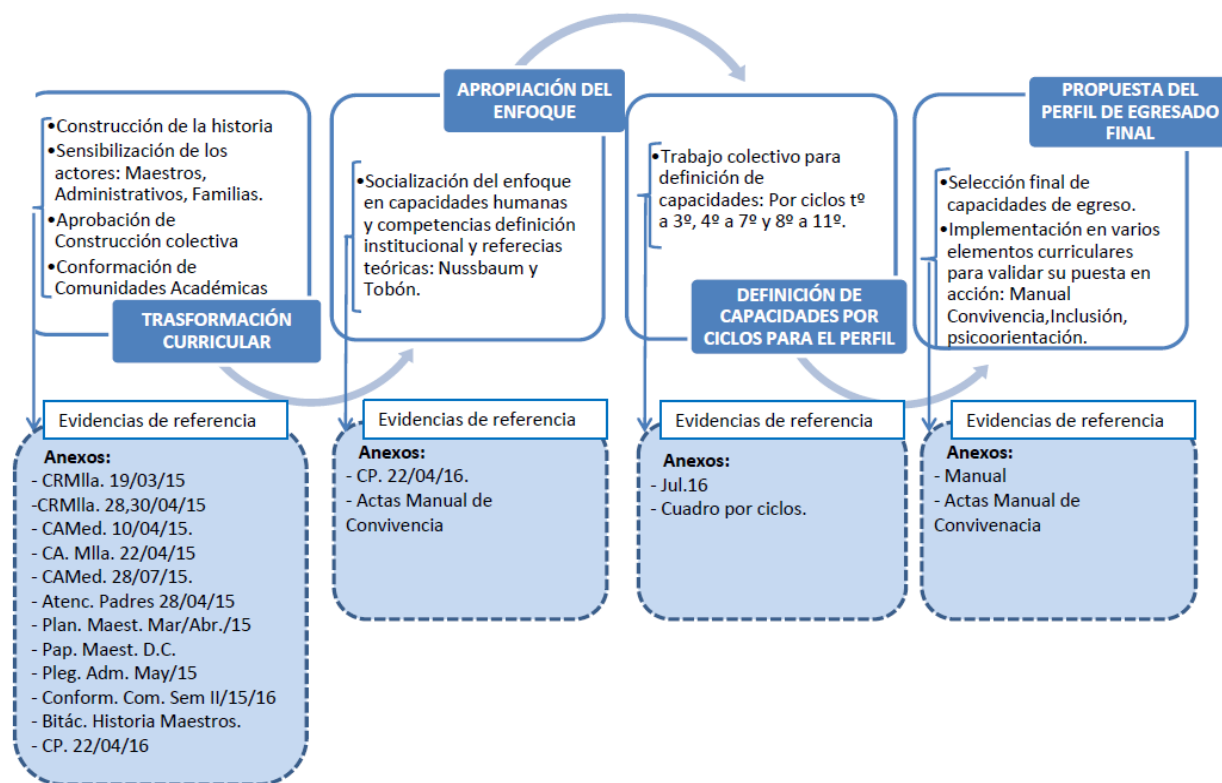 •Construcción de la historia
•Sensibilización de los
actores: Maestros,
Administrativos, Familias.
•Aprobación de
Construcción colectiva
•Conformación de
Comunidades Académicas
TRASFORMACIÓN
CURRICULAR
APROPIACIÓN DEL
ENFOQUE
•Socialización del enfoque
en capacidades humanas
y competencias definición
institucional y referecias
teóricas: Nussbaum y
Tobón.
•Trabajo colectivo para
definición de
capacidades: Por ciclos tº
a 3º, 4º a 7º y 8º a 11º.
DEFINICIÓN DE
CAPACIDADES POR
CICLOS PARA EL PERFIL
PROPUESTA DEL
PERFIL DE EGRESADO
FINAL
•Selección final de
capacidades de egreso.
•Implementación en varios
elementos curriculares
para validar su puesta en
acción: Manual
Convivencia,Inclusión,
psicoorientación.
Evidencias de referencia
Anexos:
- CRMlla. 19/03/15
-CRMlla. 28,30/04/15
- CAMed. 10/04/15.
- CA. Mlla. 22/04/15
- CAMed. 28/07/15.
- Atenc. Padres 28/04/15
- Plan. Maest. Mar/Abr./15
- Pap. Maest. D.C.
- Pleg. Adm. May/15
- Conform. Com. Sem II/15/16
- Bitác. Historia Maestros.
- CP. 22/04/16
Evidencias de referencia
Anexos:
- CP. 22/04/16.
- Actas Manual de
Convivencia
Evidencias de referencia
Anexos:
- Jul.16
- Cuadro por ciclos.
Evidencias de referencia
Anexos:
- Manual
- Actas Manual de
Convivenacia